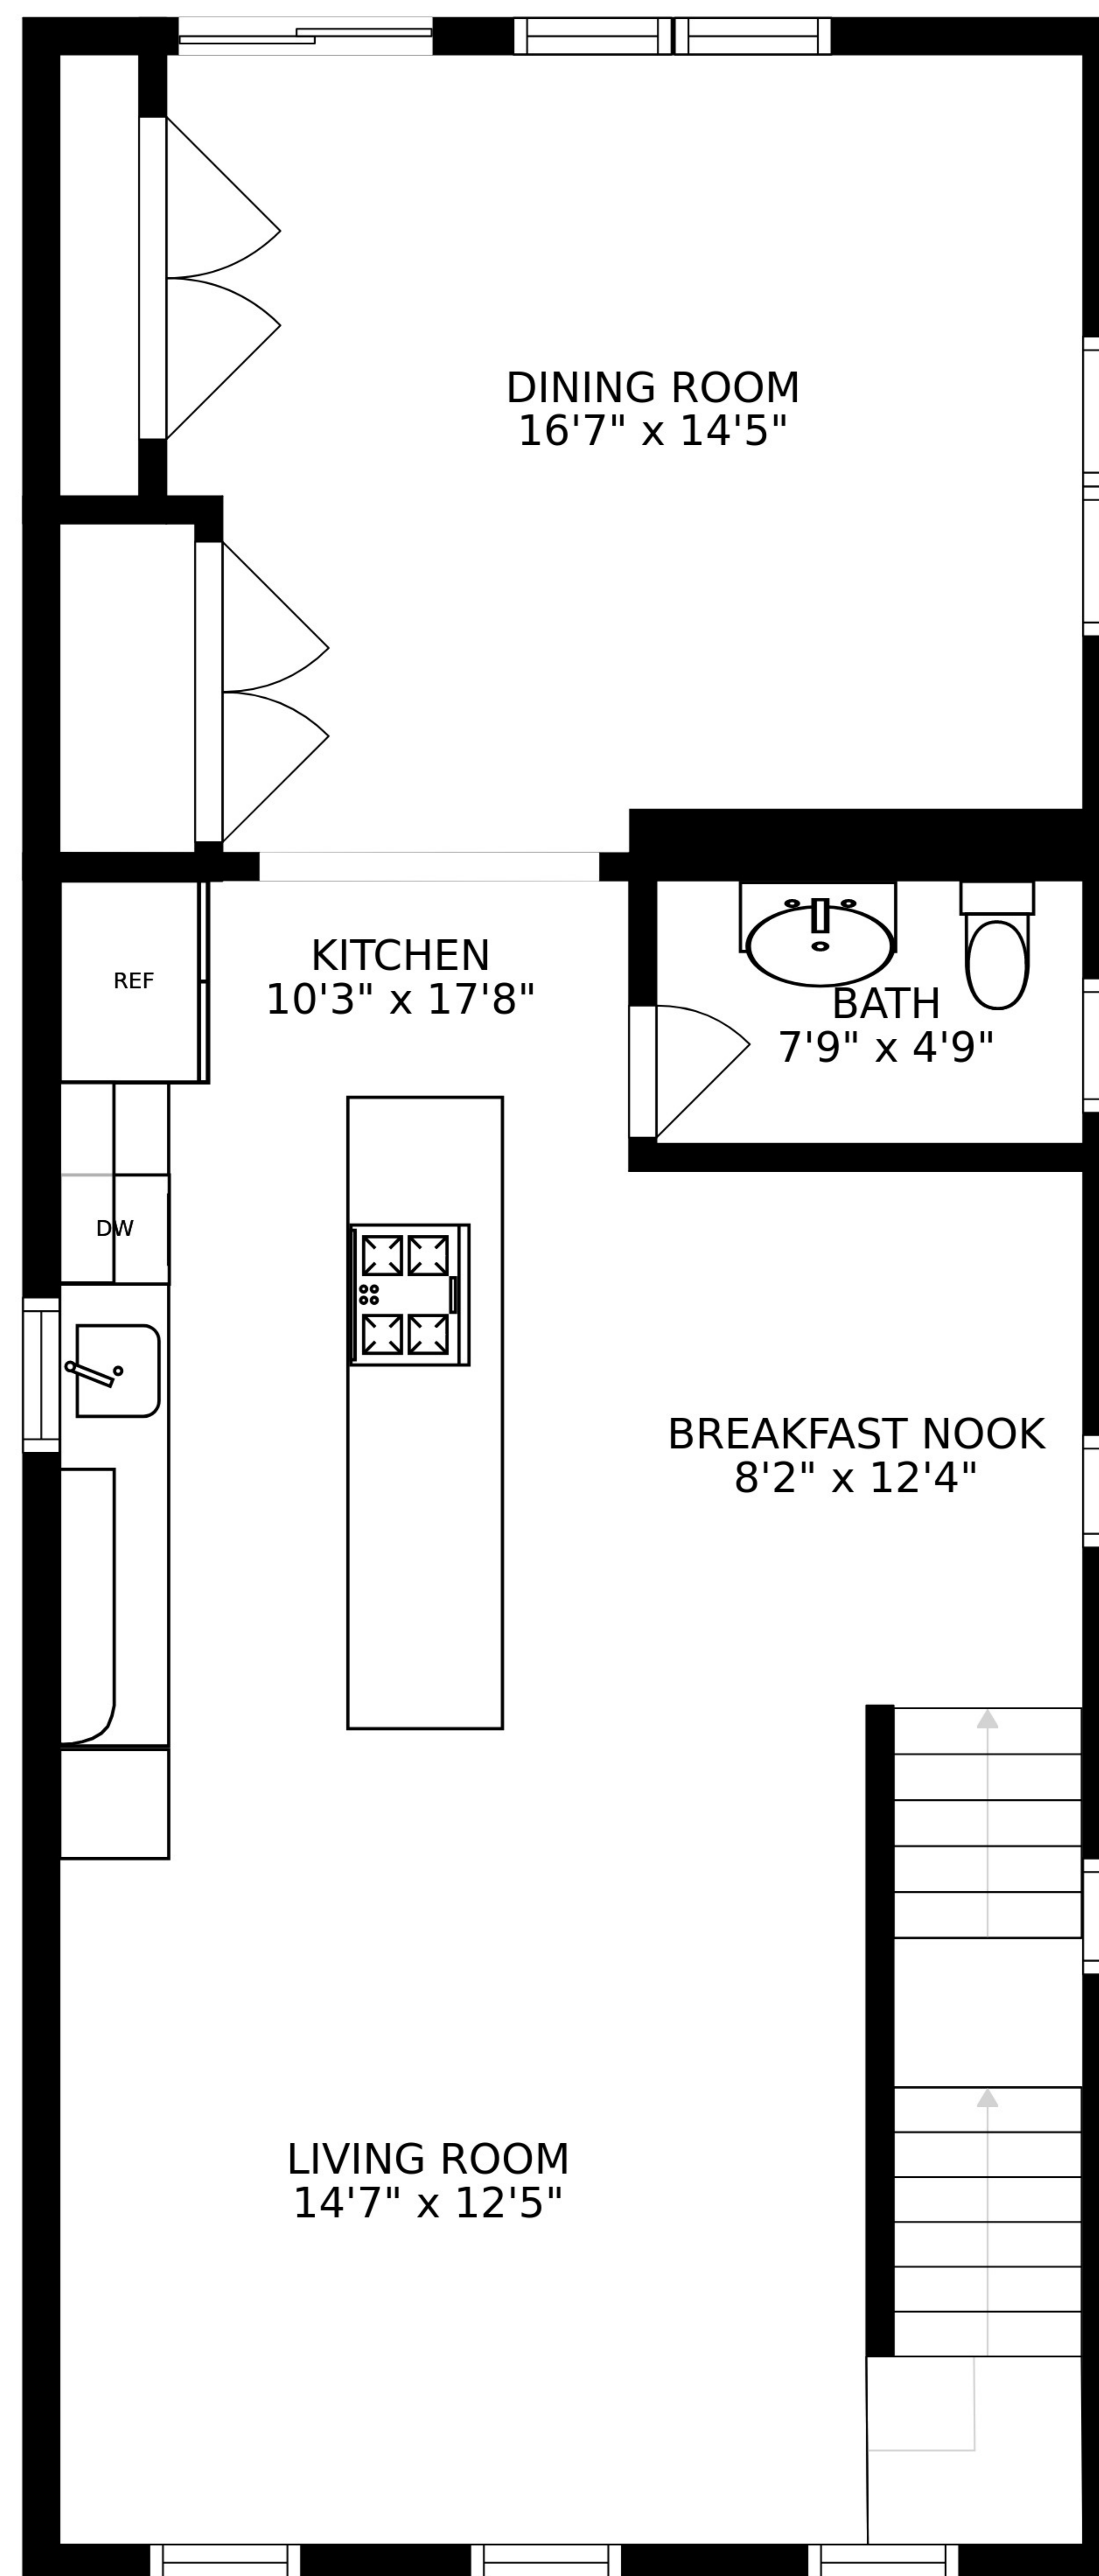 DINING ROOM
16'7" x 14'5"
KITCHEN
10'3" x 17'8"
REF
BATH
7'9" x 4'9"
DW
BREAKFAST NOOK
8'2" x 12'4"
LIVING ROOM
14'7" x 12'5"